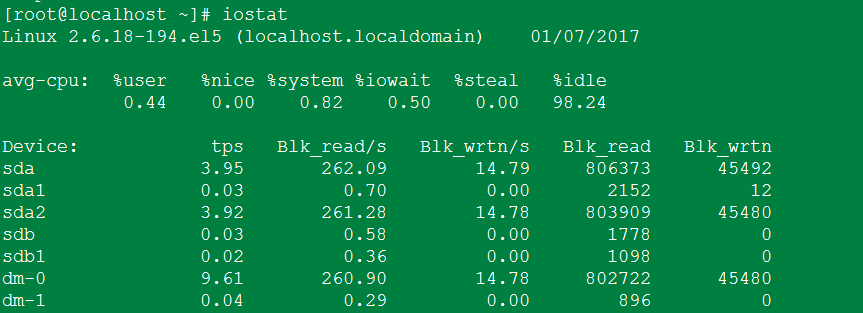 [root@localhost ~]# iostat
Linux 2.6.18-194.el5 (localhost.localdomain)    01/07/2017
avg-cpu:  %user   %nice %system %iowait  %steal   %idle
           0.44    0.00    0.82    0.50    0.00   98.24
Device:            tps   Blk_read/s   Blk_wrtn/s   Blk_read   Blk_wrtn
sda               3.95       262.09        14.79     806373      45492
sda1              0.03         0.70         0.00       2152         12
sda2              3.92       261.28        14.78     803909      45480
sdb               0.03         0.58         0.00       1778          0
sdb1              0.02         0.36         0.00       1098          0
dm-0              9.61       260.90        14.78     802722      45480
dm-1              0.04         0.29         0.00        896          0